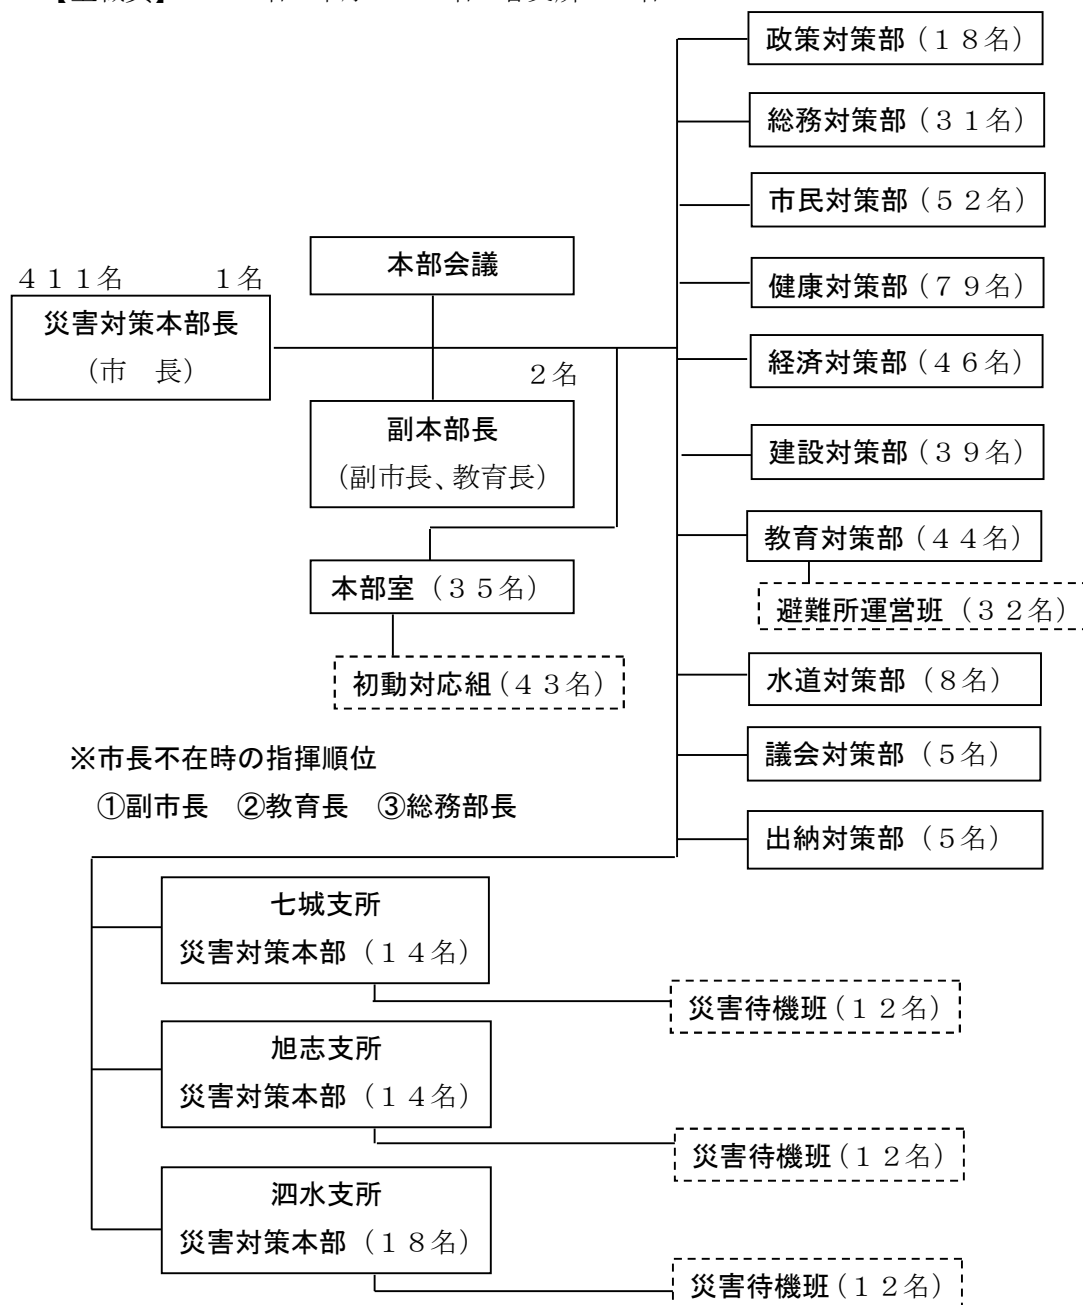 政策対策部（１８名）
総務対策部（３１名）
市民対策部（５２名）
健康対策部（７９名）
経済対策部（４６名）
建設対策部（３９名）
教育対策部（４４名）
避難所運営班（３２名）
水道対策部（８名）
議会対策部（５名）
出納対策部（５名）
本部会議
４１１名　１名
災害対策本部長
（市　長）
２名
副本部長
（副市長、教育長）
本部室（３５名）
初動対応組（４３名）
※市長不在時の指揮順位
①副市長　②教育長　③総務部長
七城支所
災害対策本部（１４名）
災害待機班（１２名）
旭志支所
災害対策本部（１４名）
災害待機班（１２名）
泗水支所
災害対策本部（１８名）
災害待機班（１２名）